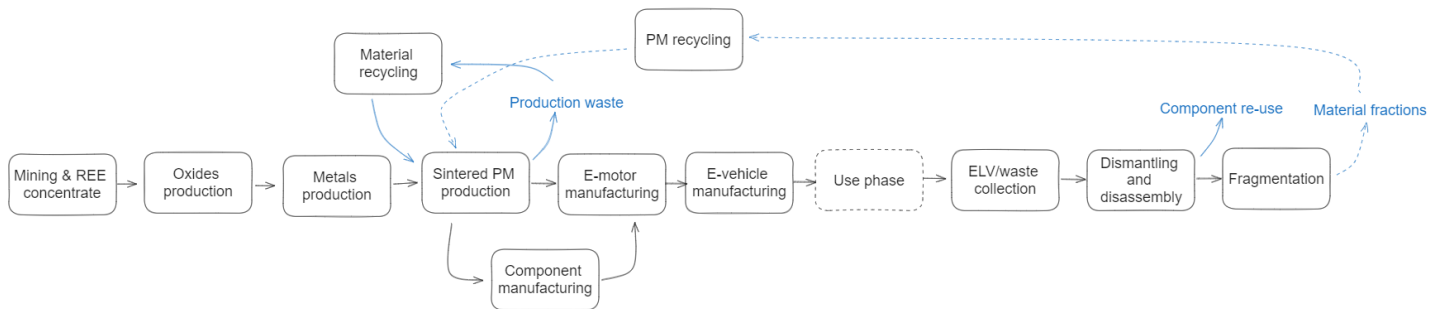 PM recycling
Material
recycling
Production waste
Component re-use
Material fractions
Mining & REE
concentrate
Oxides
production
Metals
production
Sintered PM
production
E-motor
manufacturing
E-vehicle
manufacturing
Use phase
ELV/waste
collection
Dismantling
and
disassembly
Fragmentation
Component
manufacturing